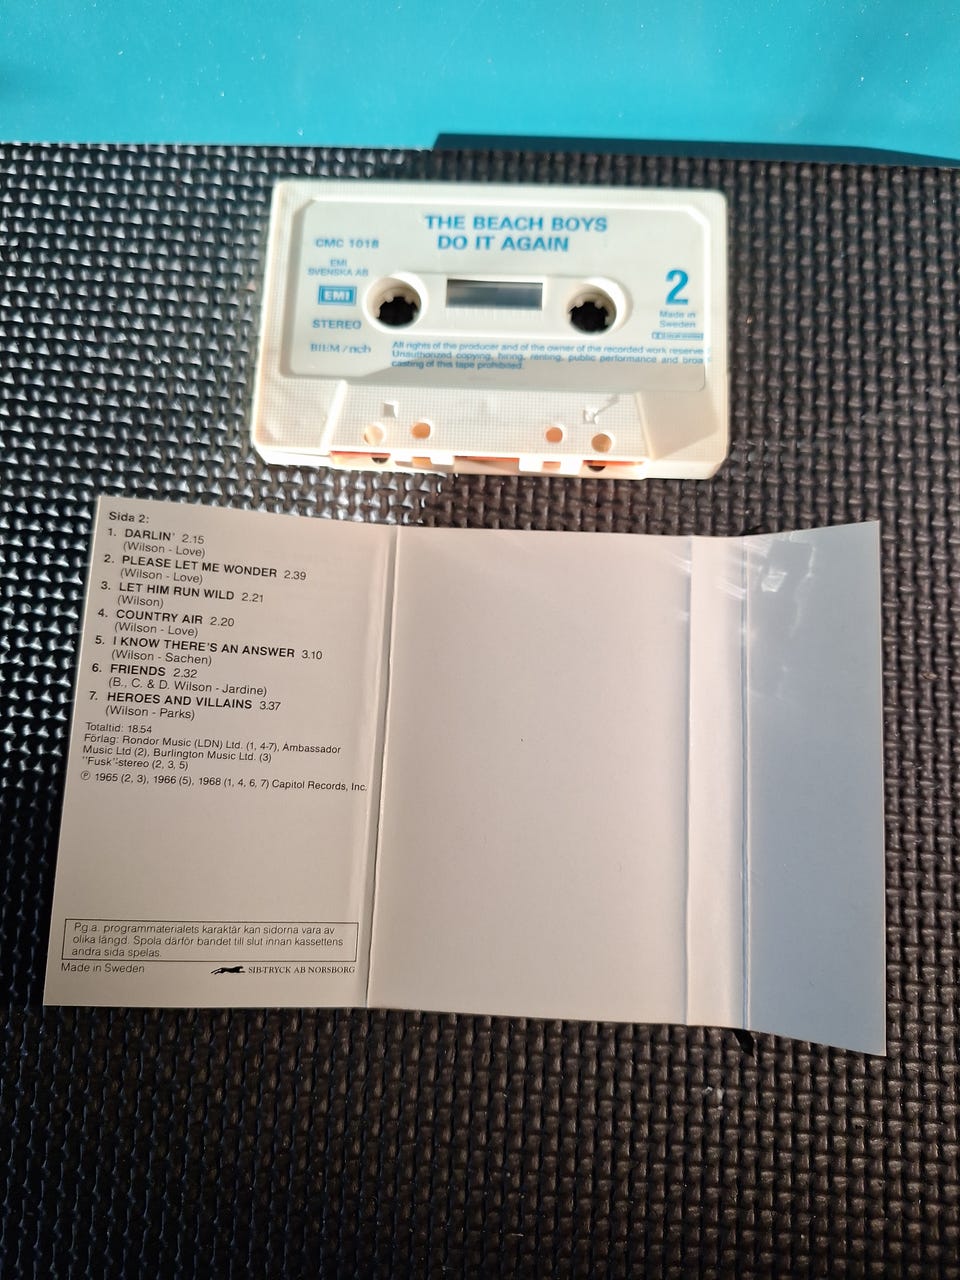 THE BEACH BOYS
DO IT AGAIN
CMC 1018
EMI
SVENSKA AB
EMI
STEREO
BIEM/ncb
2
Made in
Sweden
All rights of the producer and of the owner of the recorded work reserve
Unauthorized copying, hiring, renting, public performance and broa
casting of this tape prohibited.
Sida 2:
1. DARLIN' 2.15
(Wilson - Love)
2. PLEASE LET ME WONDER 2.39
(Wilson - Love)
3. LET HIM RUN WILD 2.21
(Wilson)
4. COUNTRY AIR 2.20
(Wilson - Love)
5. I KNOW THERE'S AN ANSWER 3.10
(Wilson - Sachen)
6. FRIENDS 2.32
(B., C. & D. Wilson - Jardine)
7. HEROES AND VILLAINS 3.37
(Wilson - Parks)
Totaltid: 18.54
Förlag: Rondor Music (LDN) Ltd. (1, 4-7), Ambassador
Music Ltd (2), Burlington Music Ltd. (3)
"Fusk"-stereo (2, 3, 5)
℗ 1965 (2, 3), 1966 (5), 1968 (1, 4, 6, 7) Capitol Records, Inc.
P.g.a. programmaterialets karaktär kan sidorna vara av
olika längd. Spola därför bandet till slut innan kassettens
andra sida spelas.
Made in Sweden
SIB-TRYCK AB NORSBORG